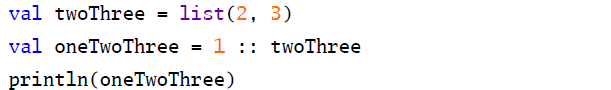 val twoThree = list(2, 3)
val oneTwoThree = 1 :: twoThree
println(oneTwoThree)